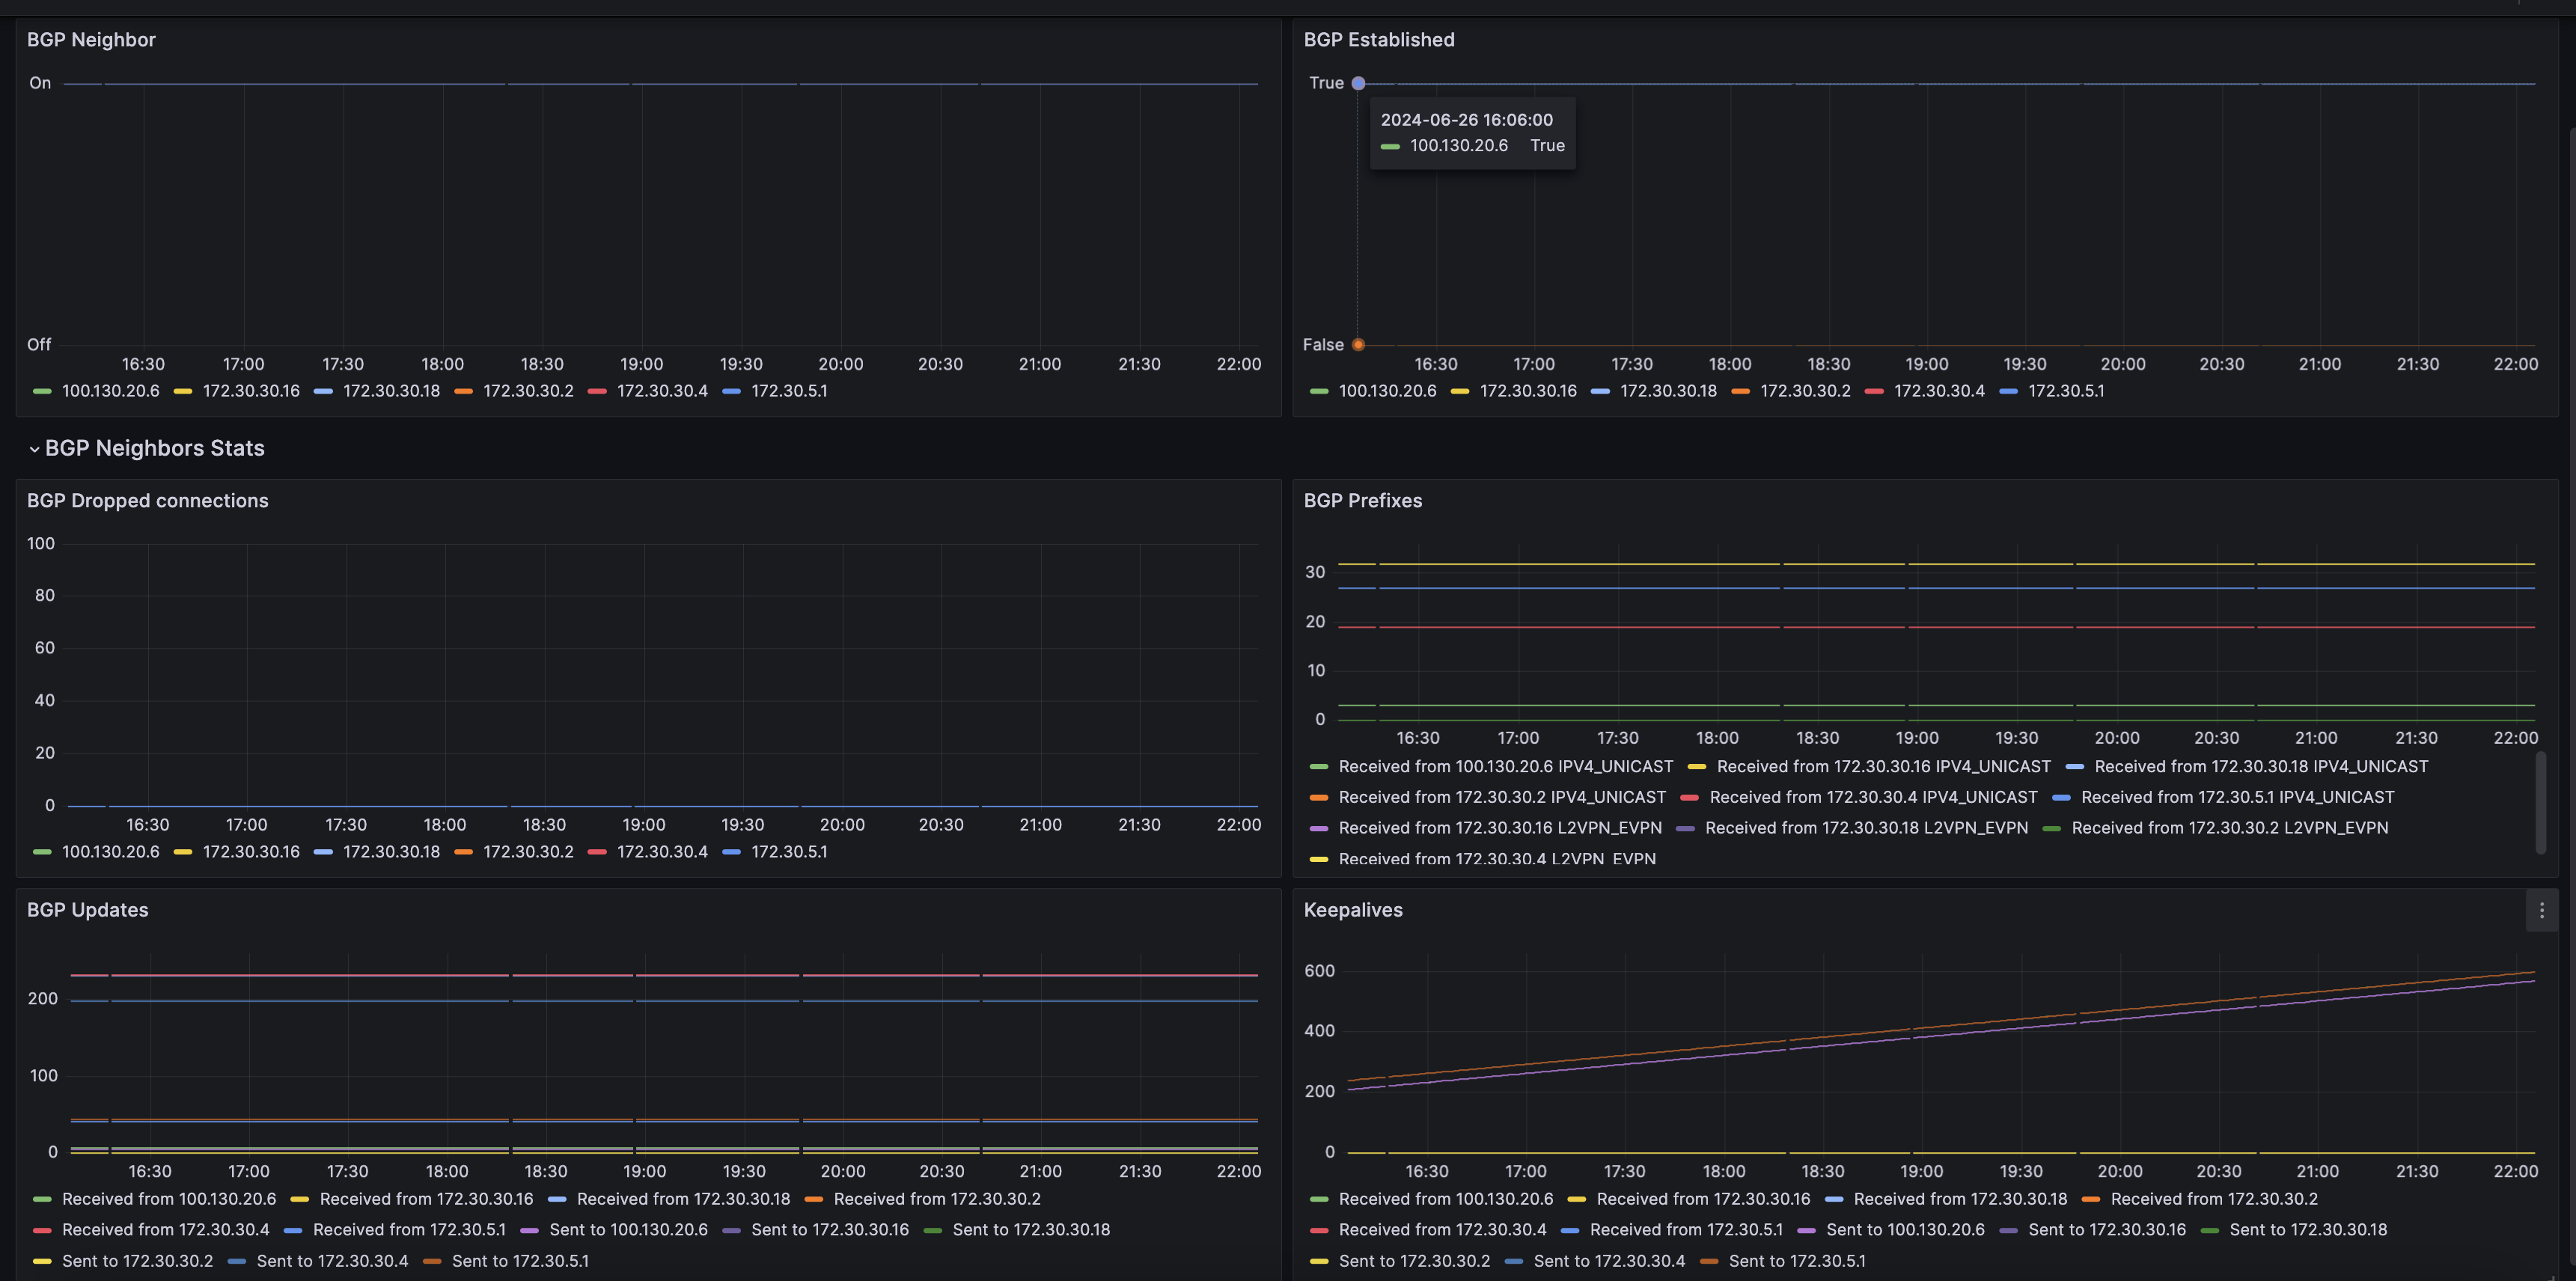 BGP Neighbor
On
Off
16:30 17:00 17:30 18:00 18:30 19:00 19:30 20:00 20:30 21:00 21:30 22:00
100.130.20.6 172.30.30.16 172.30.30.18 172.30.30.2 172.30.30.4 172.30.5.1
BGP Established
True
2024-06-26 16:06:00
100.130.20.6 True
False
16:30 17:00 17:30 18:00 18:30 19:00 19:30 20:00 20:30 21:00 21:30 22:00
100.130.20.6 172.30.30.16 172.30.30.18 172.30.30.2 172.30.30.4 172.30.5.1
BGP Neighbors Stats
BGP Dropped connections
100
80
60
40
20
0
16:30 17:00 17:30 18:00 18:30 19:00 19:30 20:00 20:30 21:00 21:30 22:00
100.130.20.6 172.30.30.16 172.30.30.18 172.30.30.2 172.30.30.4 172.30.5.1
BGP Prefixes
30
20
10
0
16:30 17:00 17:30 18:00 18:30 19:00 19:30 20:00 20:30 21:00 21:30 22:00
Received from 100.130.20.6 IPV4_UNICAST Received from 172.30.30.16 IPV4_UNICAST Received from 172.30.30.18 IPV4_UNICAST
Received from 172.30.30.2 IPV4_UNICAST Received from 172.30.30.4 IPV4_UNICAST Received from 172.30.5.1 IPV4_UNICAST
Received from 172.30.30.16 L2VPN_EVPN Received from 172.30.30.18 L2VPN_EVPN Received from 172.30.30.2 L2VPN_EVPN
Received from 172.30.30.4 L2VPN_EVPN
BGP Updates
200
100
0
16:30 17:00 17:30 18:00 18:30 19:00 19:30 20:00 20:30 21:00 21:30 22:00
Received from 100.130.20.6 Received from 172.30.30.16 Received from 172.30.30.18 Received from 172.30.30.2
Received from 172.30.30.4 Received from 172.30.5.1 Sent to 100.130.20.6 Sent to 172.30.30.16 Sent to 172.30.30.18
Sent to 172.30.30.2 Sent to 172.30.30.4 Sent to 172.30.5.1
Keepalives
600
400
200
0
16:30 17:00 17:30 18:00 18:30 19:00 19:30 20:00 20:30 21:00 21:30 22:00
Received from 100.130.20.6 Received from 172.30.30.16 Received from 172.30.30.18 Received from 172.30.30.2
Received from 172.30.30.4 Received from 172.30.5.1 Sent to 100.130.20.6 Sent to 172.30.30.16 Sent to 172.30.30.18
Sent to 172.30.30.2 Sent to 172.30.30.4 Sent to 172.30.5.1